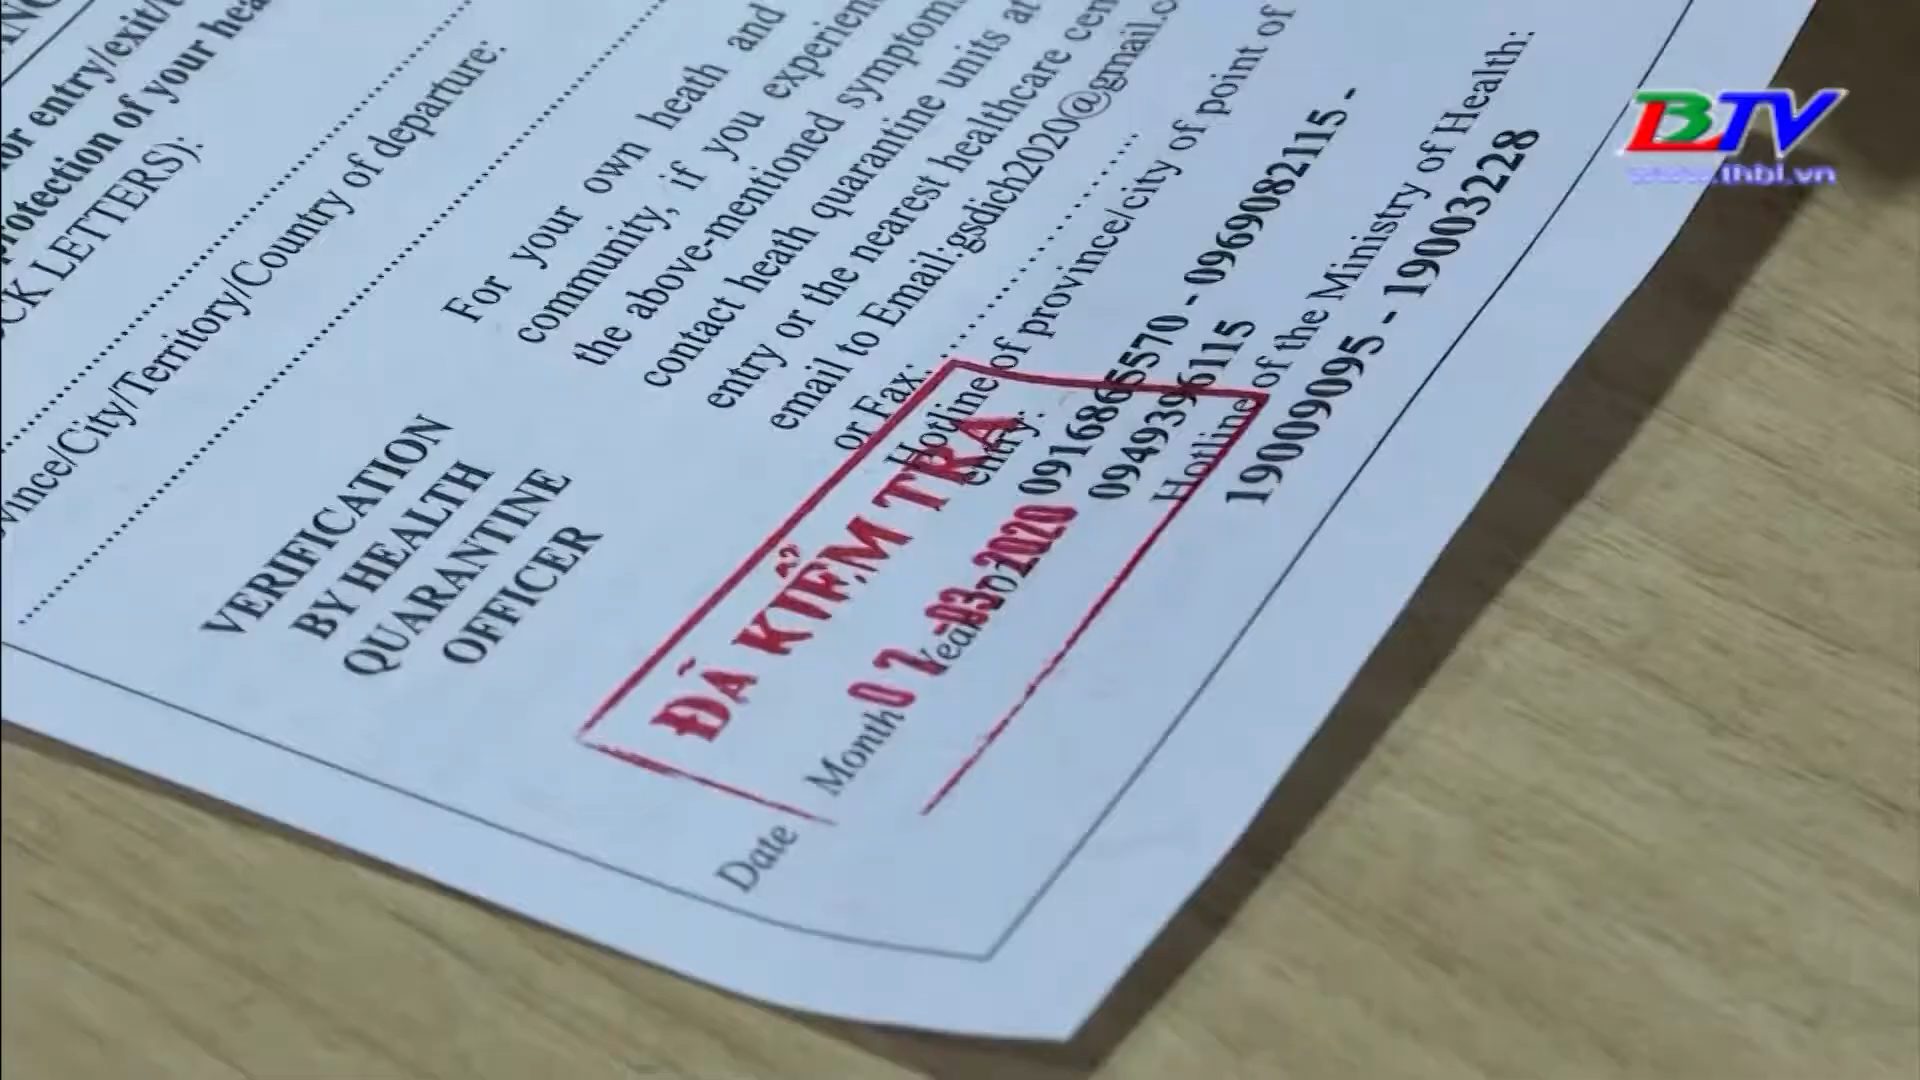 or entry/exit/
protection of your hea
CK LETTERS):
vince/City/Territory/Country of departure:
For your own heath and
community, if you experien
the above-mentioned symptom
contact heath quarantine units at
entry or the nearest healthcare cen
email to Email:gsdich2020@gmail.c
or Fax:
Hotline of province/city of point of
entry:
0916865570 - 0969082115 -
0949396115
Hotline of the Ministry of Health:
19009095 - 19003228
VERIFICATION
BY HEALTH
QUARANTINE
OFFICER
ĐÃ KIỂM TRA
07 -03- 2020
Date Month Year
BTV
www.thbt.vn